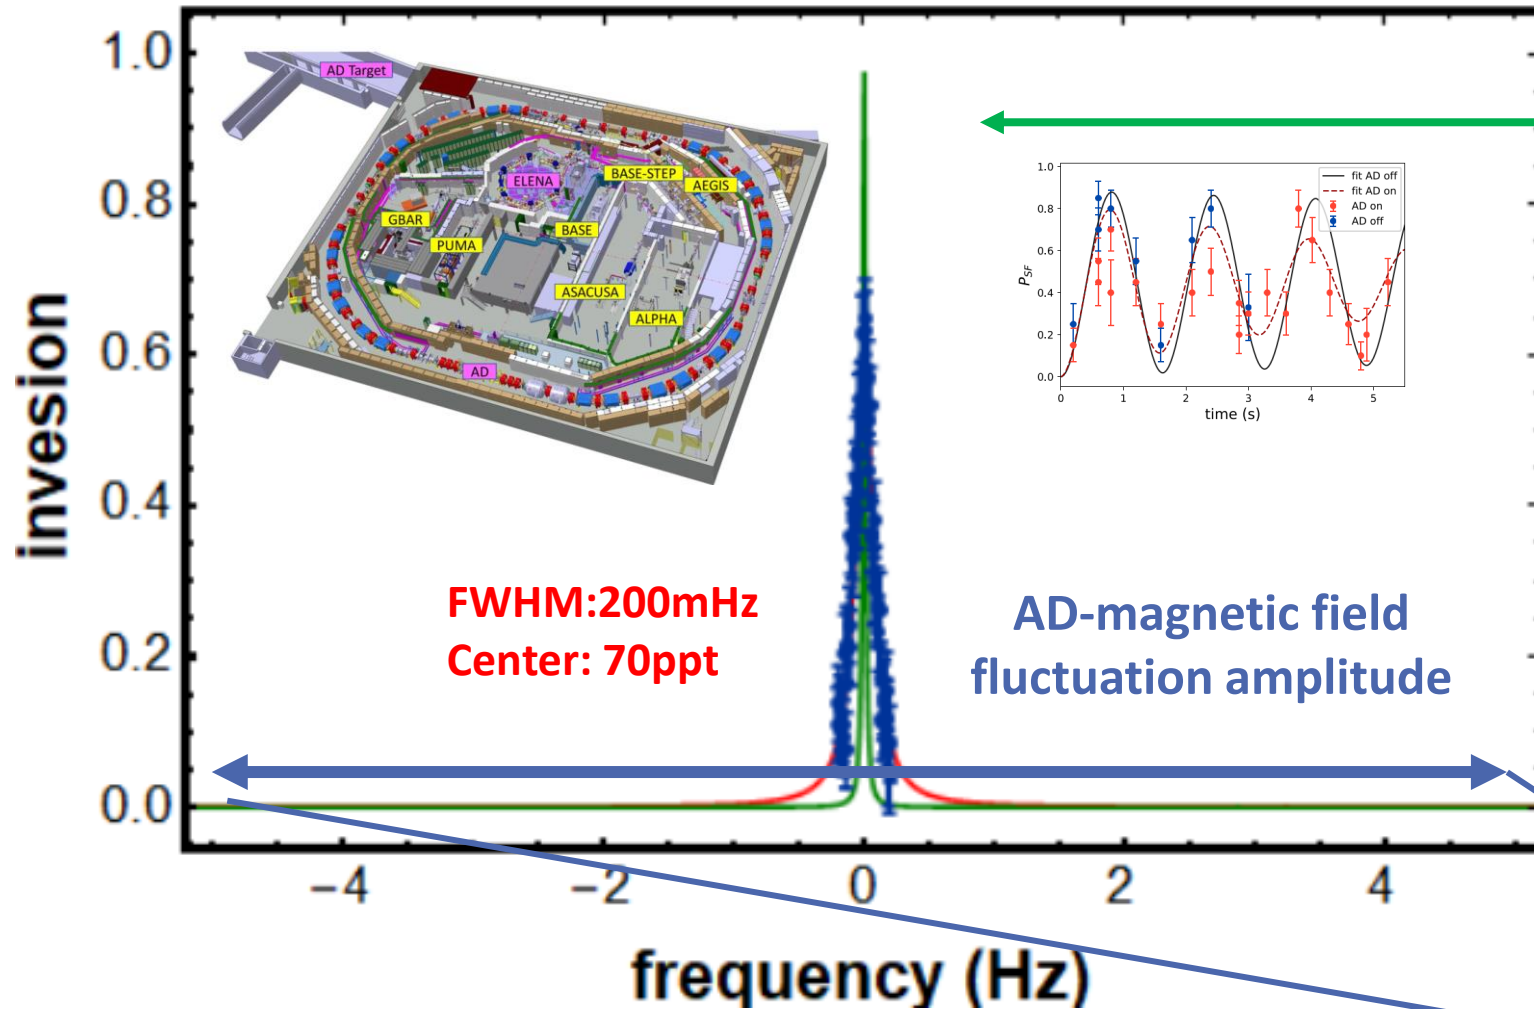 1.0
0.8
0.6
0.4
0.2
0.0
invesion
−4
−2
0
2
4
frequency (Hz)
AD Target
ELENA
BASE-STEP
AEGIS
GBAR
PUMA
BASE
ASACUSA
ALPHA
AD
1.0
0.8
0.6
0.4
0.2
0.0
P_SF
0
1
2
3
4
5
time (s)
fit AD off
fit AD on
AD on
AD off
FWHM:200mHz
Center: 70ppt
AD-magnetic field
fluctuation amplitude